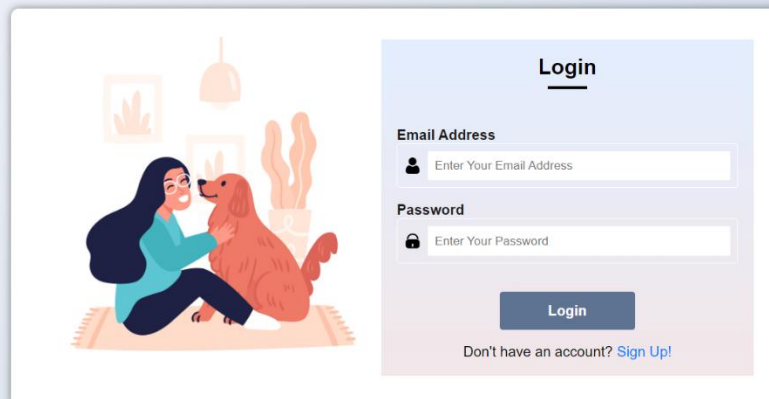 Login
Email Address
Enter Your Email Address
Password
Enter Your Password
Login
Don't have an account? Sign Up!